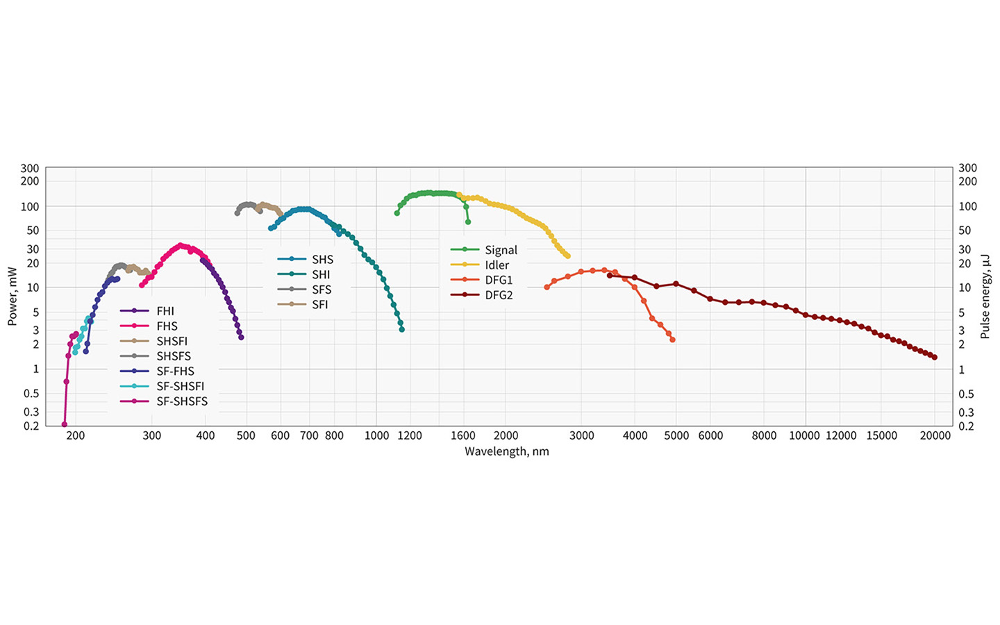 300
200
100
50
30
20
10
5
3
2
1
0.5
0.3
0.2
Power, mW
300
200
100
50
30
20
10
5
3
2
1
0.5
0.3
0.2
Pulse energy, µJ
FHI
FHS
SHSFI
SHSFS
SF-FHS
SF-SHSFI
SF-SHSFS
SHS
SHI
SFS
SFI
Signal
Idler
DFG1
DFG2
200 300 400 500 600 700 800 1000 1200 1600 2000 3000 4000 5000 6000 8000 10000 12000 15000 20000
Wavelength, nm